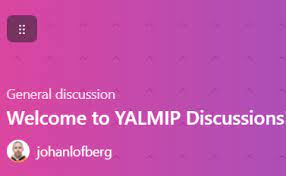 General discussion
Welcome to YALMIP Discussions
johanlofberg